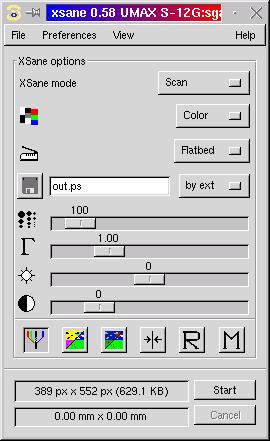 xsane 0.58 UMAX S-12G:sga
File Preferences View Help
XSane options
XSane mode Scan
Color
Flatbed
out.ps by ext
100
Γ 1.00
0
0
R M
389 px x 552 px (629.1 KB) Start
0.00 mm x 0.00 mm Cancel